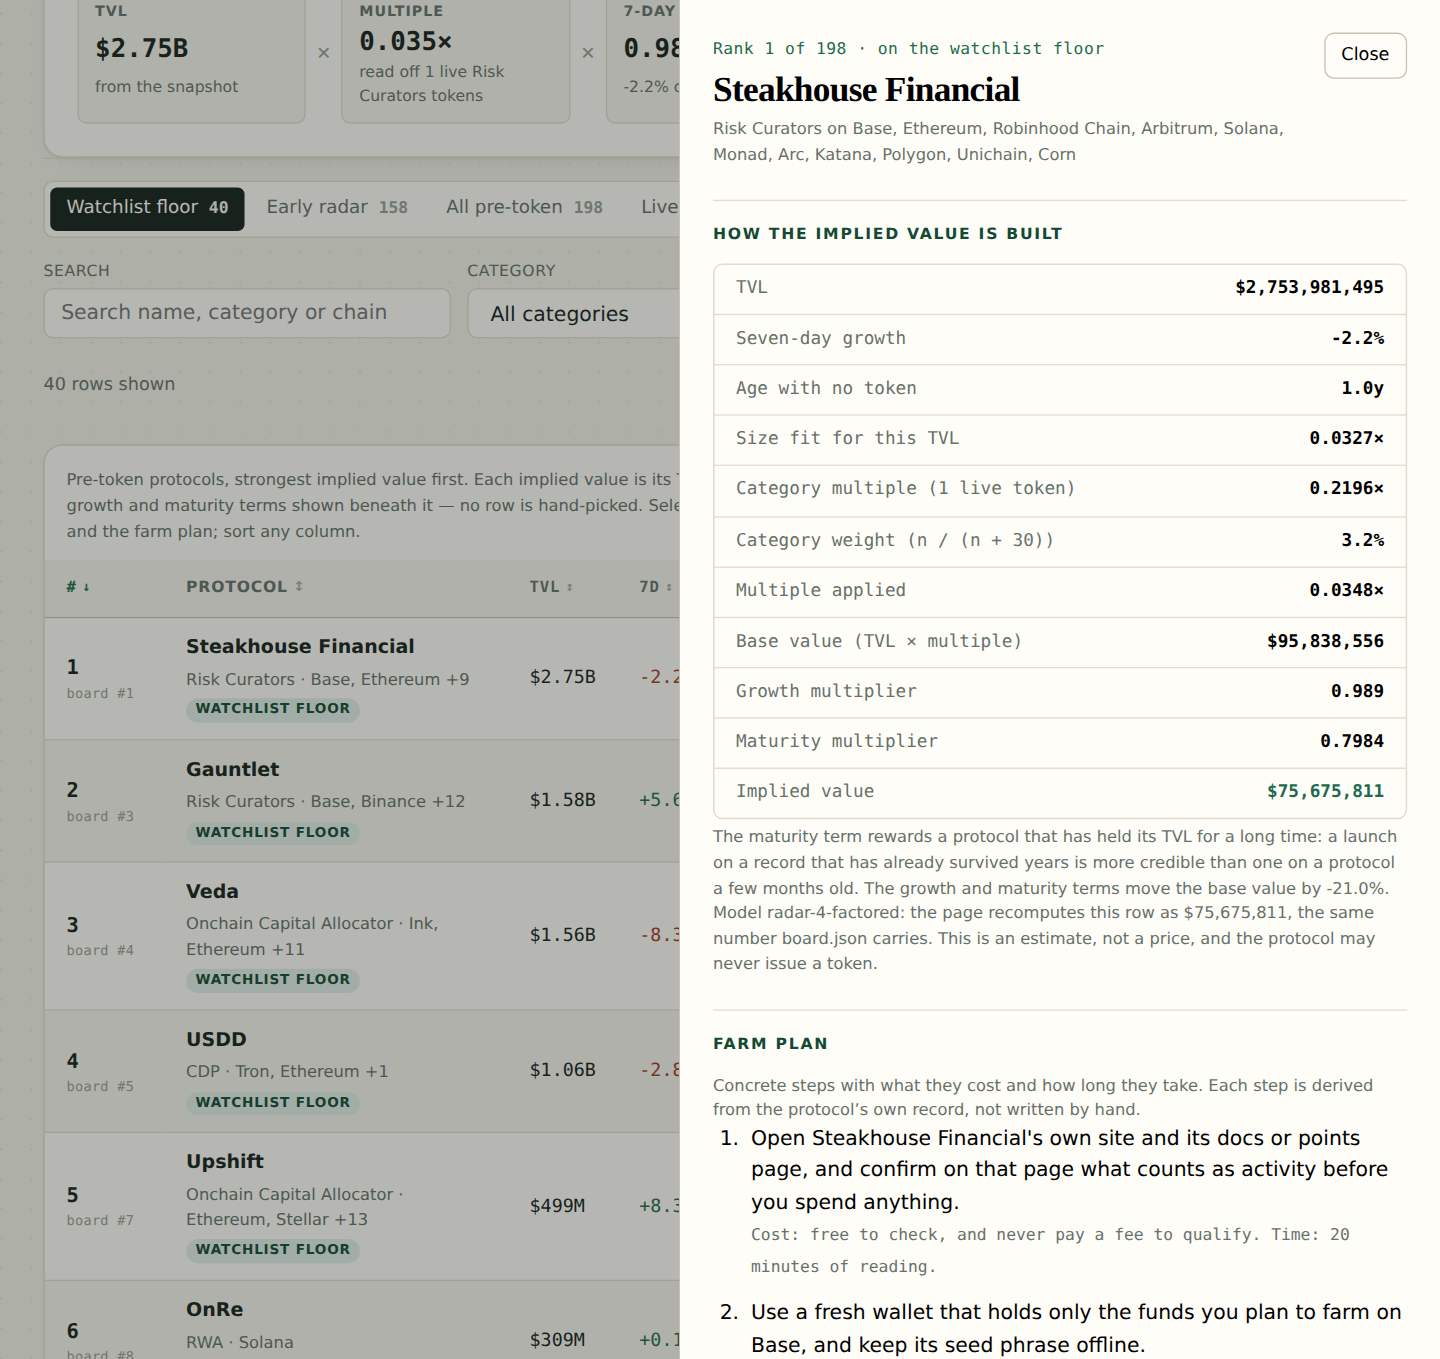 TVL
$2.75B
from the snapshot
×
MULTIPLE
0.035×
read off 1 live Risk
Curators tokens
×
7-DAY
0.98
-2.2%
Watchlist floor 40
Early radar 158
All pre-token 198
Live
SEARCH
Search name, category or chain
CATEGORY
All categories
40 rows shown
Pre-token protocols, strongest implied value first. Each implied value is its
growth and maturity terms shown beneath it — no row is hand-picked.
and the farm plan; sort any column.
# ↓
PROTOCOL ↕
TVL ↕
7D ↕
1
board #1
Steakhouse Financial
Risk Curators · Base, Ethereum +9
WATCHLIST FLOOR
$2.75B
-2.2
2
board #3
Gauntlet
Risk Curators · Base, Binance +12
WATCHLIST FLOOR
$1.58B
+5.6
3
board #4
Veda
Onchain Capital Allocator · Ink,
Ethereum +11
WATCHLIST FLOOR
$1.56B
-8.3
4
board #5
USDD
CDP · Tron, Ethereum +1
WATCHLIST FLOOR
$1.06B
-2.8
5
board #7
Upshift
Onchain Capital Allocator ·
Ethereum, Stellar +13
WATCHLIST FLOOR
$499M
+8.3
6
board #8
OnRe
RWA · Solana
$309M
+0.1
Rank 1 of 198 · on the watchlist floor
Close
Steakhouse Financial
Risk Curators on Base, Ethereum, Robinhood Chain, Arbitrum, Solana,
Monad, Arc, Katana, Polygon, Unichain, Corn
HOW THE IMPLIED VALUE IS BUILT
TVL $2,753,981,495
Seven-day growth -2.2%
Age with no token 1.0y
Size fit for this TVL 0.0327×
Category multiple (1 live token) 0.2196×
Category weight (n / (n + 30)) 3.2%
Multiple applied 0.0348×
Base value (TVL × multiple) $95,838,556
Growth multiplier 0.989
Maturity multiplier 0.7984
Implied value $75,675,811
The maturity term rewards a protocol that has held its TVL for a long time: a launch
on a record that has already survived years is more credible than one on a protocol
a few months old. The growth and maturity terms move the base value by -21.0%.
Model radar-4-factored: the page recomputes this row as $75,675,811, the same
number board.json carries. This is an estimate, not a price, and the protocol may
never issue a token.
FARM PLAN
Concrete steps with what they cost and how long they take. Each step is derived
from the protocol’s own record, not written by hand.
1. Open Steakhouse Financial's own site and its docs or points
page, and confirm on that page what counts as activity before
you spend anything.
Cost: free to check, and never pay a fee to qualify. Time: 20
minutes of reading.
2. Use a fresh wallet that holds only the funds you plan to farm on
Base, and keep its seed phrase offline.